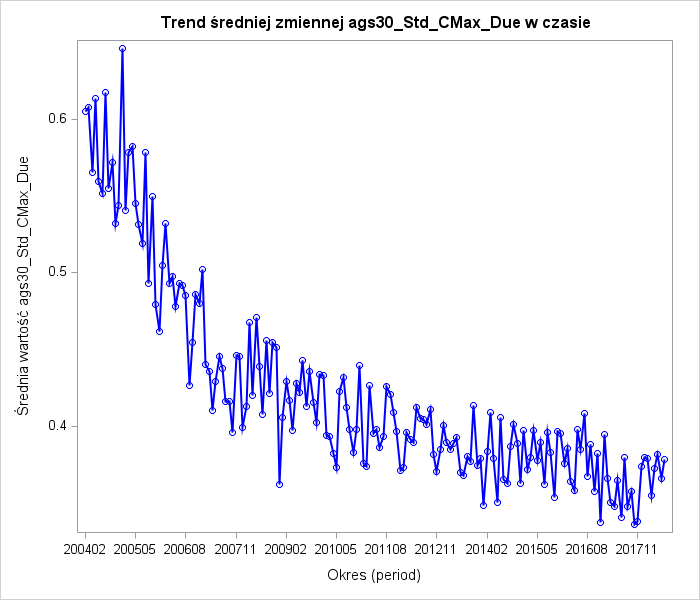 Trend średniej zmiennej ags30_Std_CMax_Due w czasie
Średnia wartość ags30_Std_CMax_Due
0.6
0.5
0.4
200402 200505 200608 200711 200902 201005 201108 201211 201402 201505 201608 201711
Okres (period)